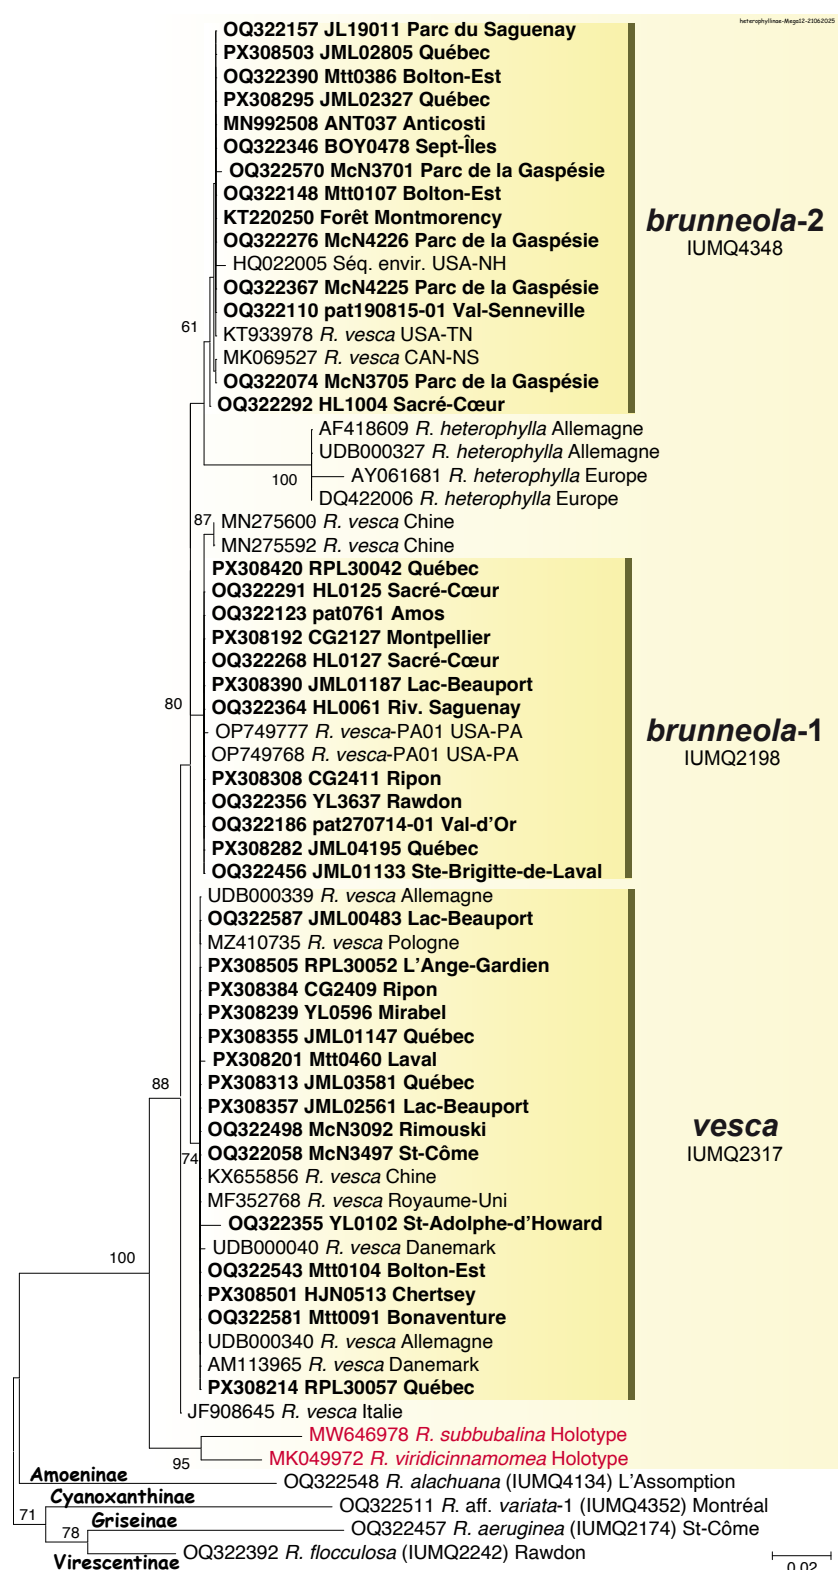 heterophyllinae-Mega12-21062025
OQ322157 JL19011 Parc du Saguenay
PX308503 JML02805 Québec
OQ322390 Mtt0386 Bolton-Est
PX308295 JML02327 Québec
MN992508 ANT037 Anticosti
OQ322346 BOY0478 Sept-Îles
OQ322570 McN3701 Parc de la Gaspésie
OQ322148 Mtt0107 Bolton-Est
KT220250 Forêt Montmorency
brunneola-2
OQ322276 McN4226 Parc de la Gaspésie
IUMQ4348
HQ022005 Séq. envir. USA-NH
OQ322367 McN4225 Parc de la Gaspésie
OQ322110 pat190815-01 Val-Senneville
61
KT933978 R. vesca USA-TN
MK069527 R. vesca CAN-NS
OQ322074 McN3705 Parc de la Gaspésie
OQ322292 HL1004 Sacré-Cœur
AF418609 R. heterophylla Allemagne
UDB000327 R. heterophylla Allemagne
100
AY061681 R. heterophylla Europe
DQ422006 R. heterophylla Europe
87
MN275600 R. vesca Chine
MN275592 R. vesca Chine
PX308420 RPL30042 Québec
OQ322291 HL0125 Sacré-Cœur
OQ322123 pat0761 Amos
PX308192 CG2127 Montpellier
OQ322268 HL0127 Sacré-Cœur
PX308390 JML01187 Lac-Beauport
80
OQ322364 HL0061 Riv. Saguenay
OP749777 R. vesca-PA01 USA-PA
brunneola-1
OP749768 R. vesca-PA01 USA-PA
IUMQ2198
PX308308 CG2411 Ripon
OQ322356 YL3637 Rawdon
OQ322186 pat270714-01 Val-d'Or
PX308282 JML04195 Québec
OQ322456 JML01133 Ste-Brigitte-de-Laval
UDB000339 R. vesca Allemagne
OQ322587 JML00483 Lac-Beauport
MZ410735 R. vesca Pologne
PX308505 RPL30052 L'Ange-Gardien
PX308384 CG2409 Ripon
PX308239 YL0596 Mirabel
PX308355 JML01147 Québec
PX308201 Mtt0460 Laval
88
PX308313 JML03581 Québec
PX308357 JML02561 Lac-Beauport
OQ322498 McN3092 Rimouski
vesca
OQ322058 McN3497 St-Côme
IUMQ2317
74
KX655856 R. vesca Chine
MF352768 R. vesca Royaume-Uni
OQ322355 YL0102 St-Adolphe-d'Howard
UDB000040 R. vesca Danemark
100
OQ322543 Mtt0104 Bolton-Est
PX308501 HJN0513 Chertsey
OQ322581 Mtt0091 Bonaventure
UDB000340 R. vesca Allemagne
AM113965 R. vesca Danemark
PX308214 RPL30057 Québec
JF908645 R. vesca Italie
MW646978 R. subbubalina Holotype
95
MK049972 R. viridicinnamomea Holotype
Amoeninae
OQ322548 R. alachuana (IUMQ4134) L'Assomption
Cyanoxanthinae
OQ322511 R. aff. variata-1 (IUMQ4352) Montréal
71
Griseinae
78
OQ322457 R. aeruginea (IUMQ2174) St-Côme
Virescentinae
OQ322392 R. flocculosa (IUMQ2242) Rawdon
0.02